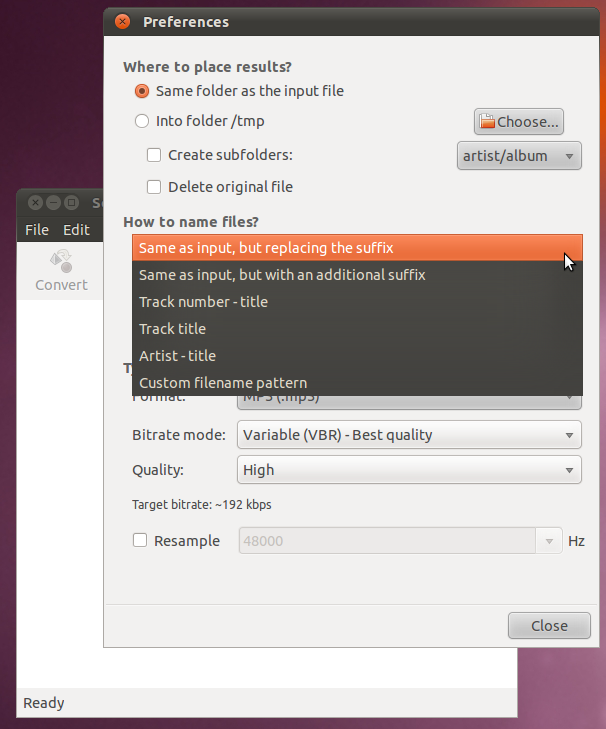 Preferences
Where to place results?
Same folder as the input file
Into folder /tmp
Choose...
Create subfolders:
artist/album
Delete original file
File Edit
How to name files?
Same as input, but replacing the suffix
Convert
Same as input, but with an additional suffix
Track number - title
Track title
Artist - title
Custom filename pattern
Format:
MP3 (.mp3)
Bitrate mode:
Variable (VBR) - Best quality
Quality:
High
Target bitrate: ~192 kbps
Resample
48000
Hz
Close
Ready